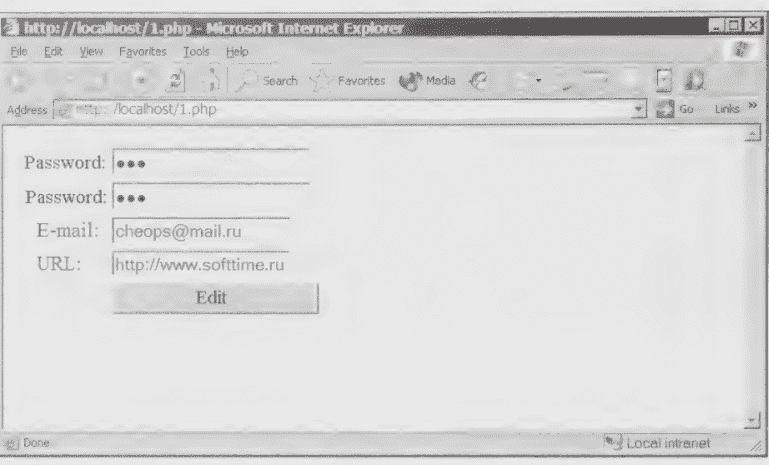 http://localhost/1.php - Microsoft Internet Explorer
File Edit View Favorites Tools Help
Search Favorites Media
Address http://localhost/1.php Go Links »
Password: •••
Password: •••
E-mail: cheops@mail.ru
URL: http://www.softtime.ru
Edit
Done Local intranet